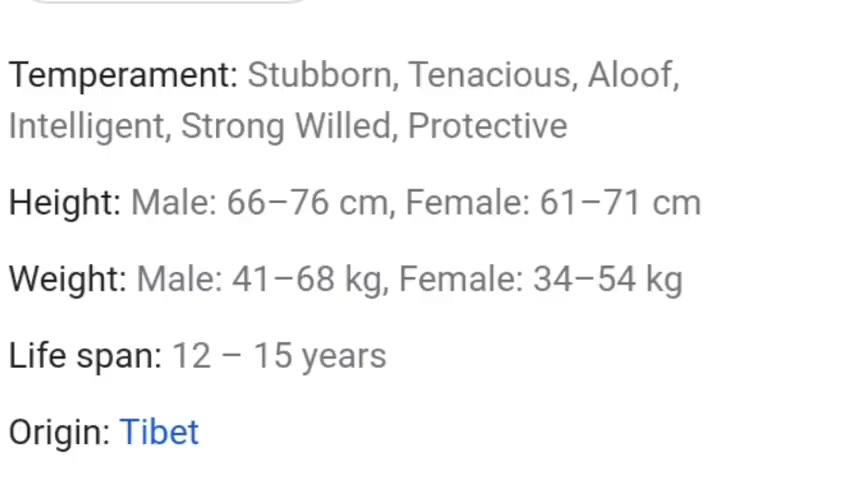 Temperament: Stubborn, Tenacious, Aloof,
Intelligent, Strong Willed, Protective
Height: Male: 66–76 cm, Female: 61–71 cm
Weight: Male: 41–68 kg, Female: 34–54 kg
Life span: 12 – 15 years
Origin: Tibet